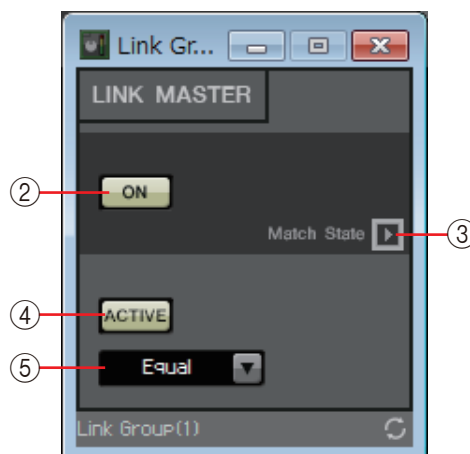 Link Gr...
LINK MASTER
② ON
Match State ③
④ ACTIVE
⑤ Equal
Link Group(1)